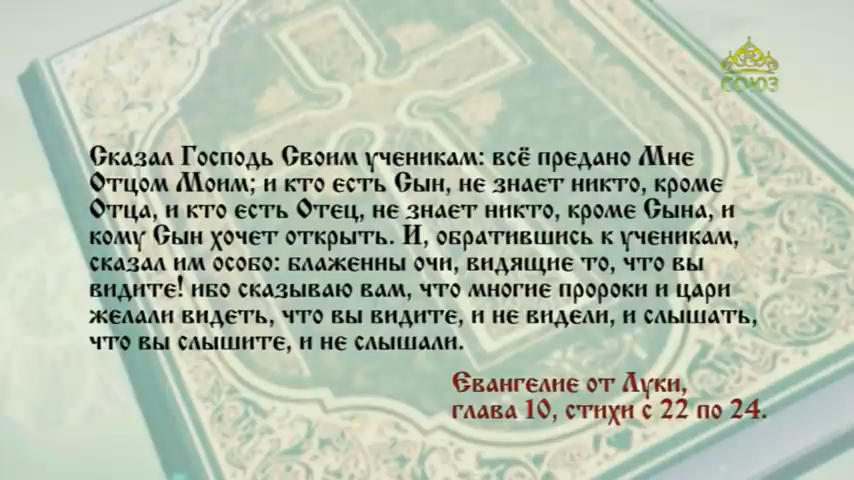 СОЮЗ
Сказал Господь Своим ученикам: всё предано Мне
Отцом Моим; и кто есть Сын, не знает никто, кроме
Отца, и кто есть Отец, не знает никто, кроме Сына, и
кому Сын хочет открыть. И, обратившись к ученикам,
сказал им особо: блаженны очи, видящие то, что вы
видите! ибо сказываю вам, что многие пророки и цари
желали видеть, что вы видите, и не видели, и слышать,
что вы слышите, и не слышали.
Евангелие от Луки,
глава 10, стихи с 22 по 24.